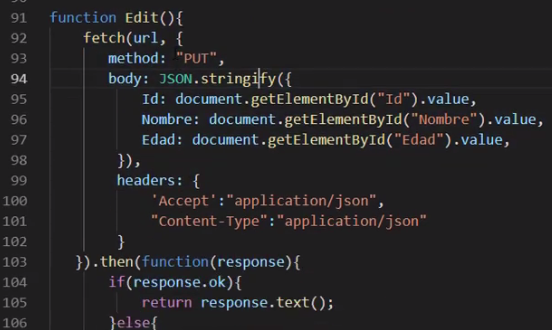 91 function Edit(){
92 fetch(url, {
93 method: "PUT",
94 body: JSON.stringify({
95 Id: document.getElementById("Id").value,
96 Nombre: document.getElementById("Nombre").value,
97 Edad: document.getElementById("Edad").value,
98 }),
99 headers: {
100 'Accept':"application/json",
101 "Content-Type":"application/json"
102 }
103 }).then(function(response){
104 if(response.ok){
105 return response.text();
106 }else{